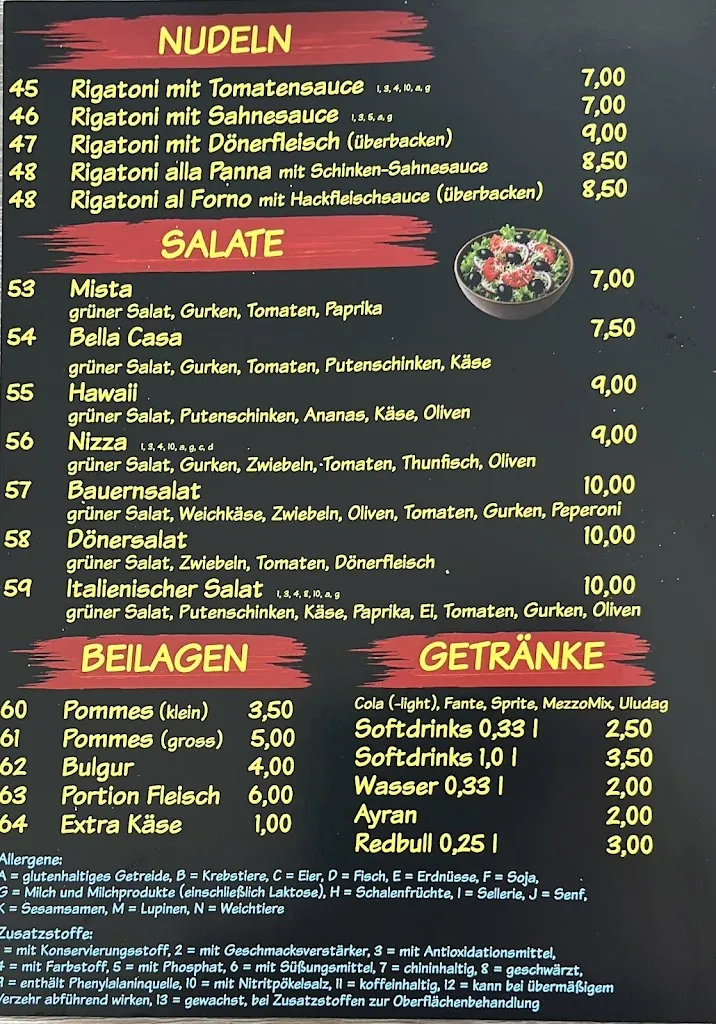 NUDELN
45 Rigatoni mit Tomatensauce 1, 3, 4, 10, a, g 7,00
46 Rigatoni mit Sahnesauce 1, 3, 5, a, g 7,00
47 Rigatoni mit Dönerfleisch (überbacken) 9,00
48 Rigatoni alla Panna mit Schinken-Sahnesauce 8,50
48 Rigatoni al Forno mit Hackfleischsauce (überbacken) 8,50
SALATE
53 Mista 7,00
grüner Salat, Gurken, Tomaten, Paprika
54 Bella Casa 7,50
grüner Salat, Gurken, Tomaten, Putenschinken, Käse
55 Hawaii 9,00
grüner Salat, Putenschinken, Ananas, Käse, Oliven
56 Nizza 1, 3, 4, 10, a, g, c, d 9,00
grüner Salat, Gurken, Zwiebeln, Tomaten, Thunfisch, Oliven
57 Bauernsalat 10,00
grüner Salat, Weichkäse, Zwiebeln, Oliven, Tomaten, Gurken, Peperoni
58 Dönersalat 10,00
grüner Salat, Zwiebeln, Tomaten, Dönerfleisch
59 Italienischer Salat 1, 3, 4, 8, 10, a, g 10,00
grüner Salat, Putenschinken, Käse, Paprika, Ei, Tomaten, Gurken, Oliven
BEILAGEN
60 Pommes (klein) 3,50
61 Pommes (gross) 5,00
62 Bulgur 4,00
63 Portion Fleisch 6,00
64 Extra Käse 1,00
GETRÄNKE
Cola (-light), Fante, Sprite, MezzoMix, Uludag
Softdrinks 0,33 l 2,50
Softdrinks 1,0 l 3,50
Wasser 0,33 l 2,00
Ayran 2,00
Redbull 0,25 l 3,00
Allergene:
A = glutenhaltiges Getreide, B = Krebstiere, C = Eier, D = Fisch, E = Erdnüsse, F = Soja,
G = Milch und Milchprodukte (einschließlich Laktose), H = Schalenfrüchte, I = Sellerie, J = Senf,
K = Sesamsamen, M = Lupinen, N = Weichtiere
Zusatzstoffe:
= mit Konservierungsstoff, 2 = mit Geschmacksverstärker, 3 = mit Antioxidationsmittel,
4 = mit Farbstoff, 5 = mit Phosphat, 6 = mit Süßungsmittel, 7 = chininhaltig, 8 = geschwärzt,
9 = enthält Phenylalaninquelle, 10 = mit Nitritpökelsalz, 11 = koffeinhaltig, 12 = kann bei übermäßigem
Verzehr abführend wirken, 13 = gewachst, bei Zusatzstoffen zur Oberflächenbehandlung